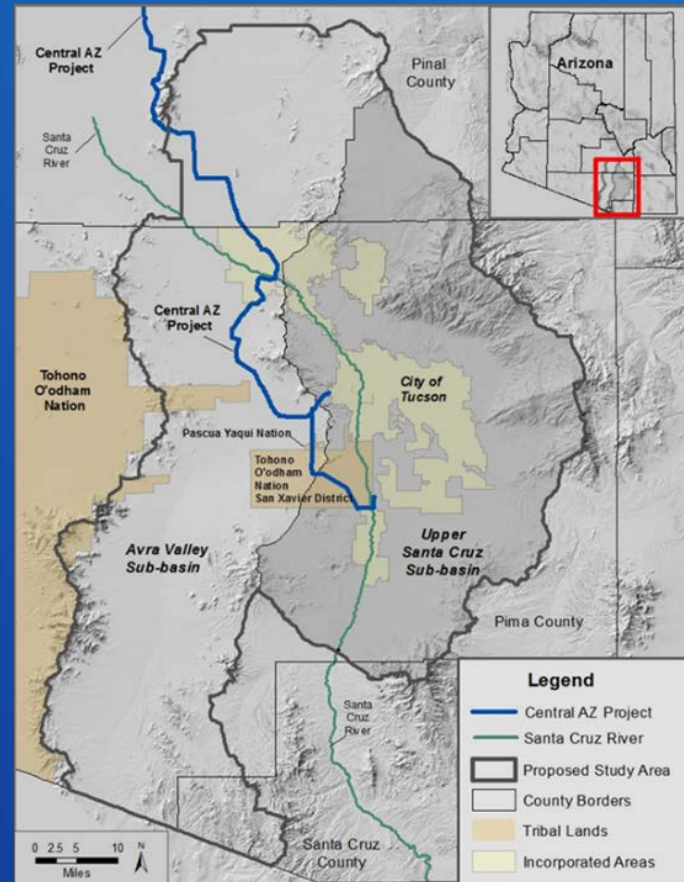 Central AZ
Project
Pinal
County
Arizona
Santa
Cruz
River
Central AZ
Project
Tohono
O'odham
Nation
City of
Tucson
Pascua Yaqui Nation
Tohono
O'odham
Nation
San Xavier District
Avra Valley
Sub-basin
Upper
Santa Cruz
Sub-basin
Pima County
Santa
Cruz
River
Santa Cruz
County
0 2.5 5 10
Miles
N
Legend
Central AZ Project
Santa Cruz River
Proposed Study Area
County Borders
Tribal Lands
Incorporated Areas